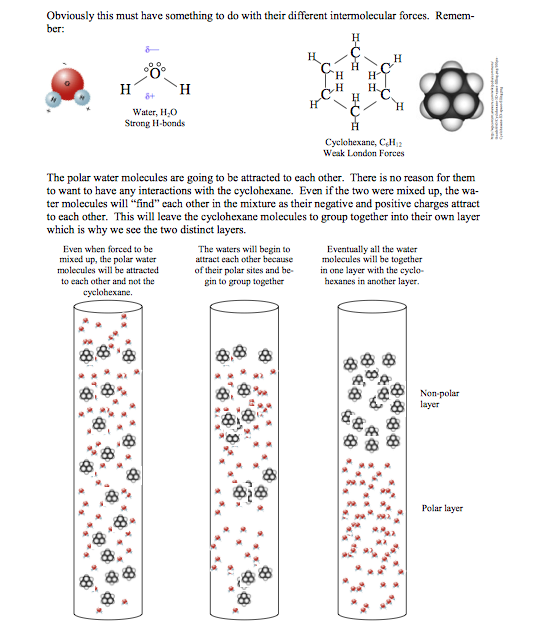 Obviously this must have something to do with their different intermolecular forces. Remem-
ber:
δ–
O
H
H
δ+
O
H
H
Water, H₂O
Strong H-bonds
H
H
C
H
H
C
H
H
C
H
H
C
H
H
C
H
C
H
H
Cyclohexane, C₆H₁₂
Weak London Forces
The polar water molecules are going to be attracted to each other. There is no reason for them
to want to have any interactions with the cyclohexane. Even if the two were mixed up, the wa-
ter molecules will “find” each other in the mixture as their negative and positive charges attract
to each other. This will leave the cyclohexane molecules to group together into their own layer
which is why we see the two distinct layers.
Even when forced to be
mixed up, the polar water
molecules will be attracted
to each other and not the
cyclohexane.
The waters will begin to
attract each other because
of their polar sites and be-
gin to group together
Eventually all the water
molecules will be together
in one layer with the cyclo-
hexanes in another layer.
Non-polar
layer
Polar layer